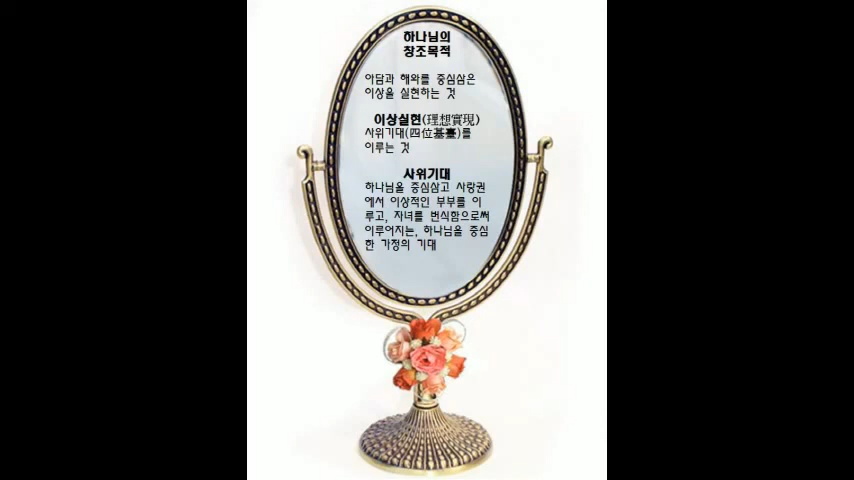 하나님의
창조목적
아담과 해와를 중심삼은
이상을 실현하는 것
이상실현(理想實現)
사위기대(四位基臺)를
이루는 것
사위기대
하나님을 중심삼고 사랑권
에서 이상적인 부부를 이
루고, 자녀를 번식함으로써
이루어지는, 하나님을 중심
한 가정의 기대